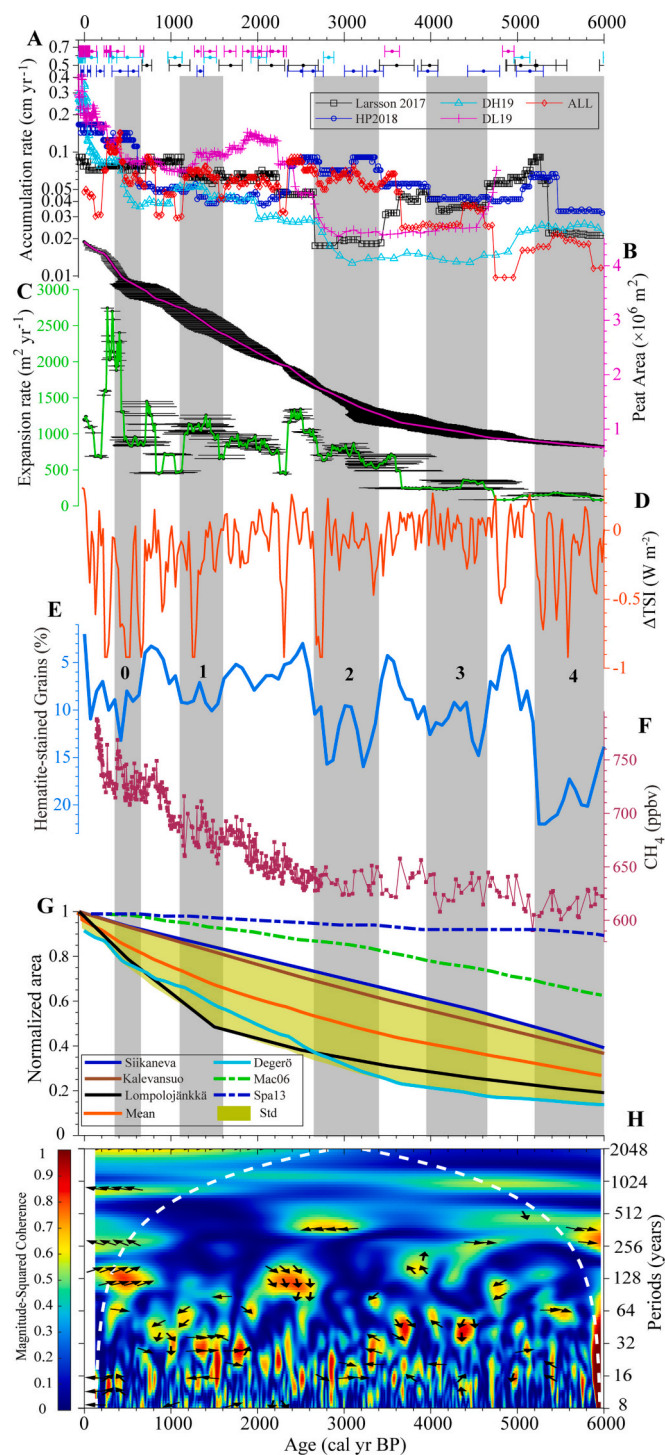 0 1000 2000 3000 4000 5000 6000
A
0.7
0.5
0.4
0.3
0.2
0.1
0.05
0.04
0.03
0.02
0.01
Accumulation rate (cm yr⁻¹)
Larsson 2017 DH19 ALL
HP2018 DL19
B
4
3
2
1
Peat Area (×10⁶ m²)
C
3000
2500
2000
1500
1000
500
0
Expansion rate (m² yr⁻¹)
D
0
-0.5
-1
ΔTSI (W m⁻²)
E
5
10
15
20
Hematite-stained Grains (%)
0 1 2 3 4
F
750
700
650
600
CH₄ (ppbv)
G
1
0.8
0.6
0.4
0.2
0
Normalized area
Siikaneva Degerö
Kalevansuo Mac06
Lompolojänkkä Spa13
Mean Std
H
1
0.9
0.8
0.7
0.6
0.5
0.4
0.3
0.2
0.1
0
Magnitude-Squared Coherence
2048
1024
512
256
128
64
32
16
8
Periods (years)
0 1000 2000 3000 4000 5000 6000
Age (cal yr BP)